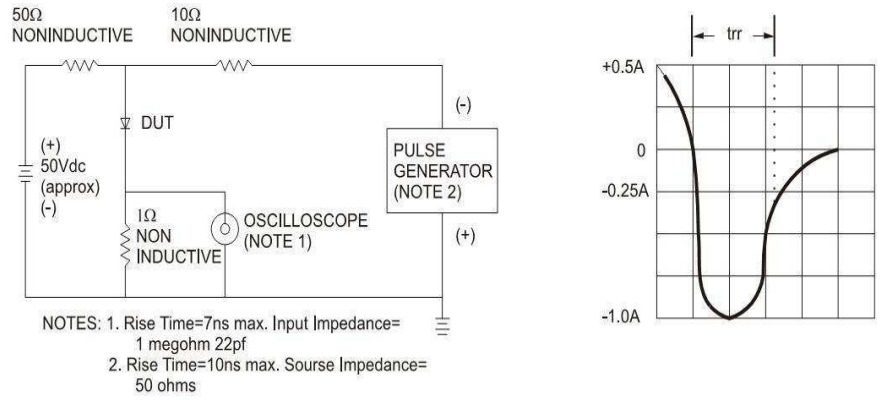 50Ω
NONINDUCTIVE
10Ω
NONINDUCTIVE
DUT
(+)
50Vdc
(approx)
(-)
1Ω
NON
INDUCTIVE
OSCILLOSCOPE
(NOTE 1)
(-)
PULSE
GENERATOR
(NOTE 2)
(+)
NOTES: 1. Rise Time=7ns max. Input Impedance=
1 megohm 22pf
2. Rise Time=10ns max. Sourse Impedance=
50 ohms
trr
+0.5A
0
-0.25A
-1.0A